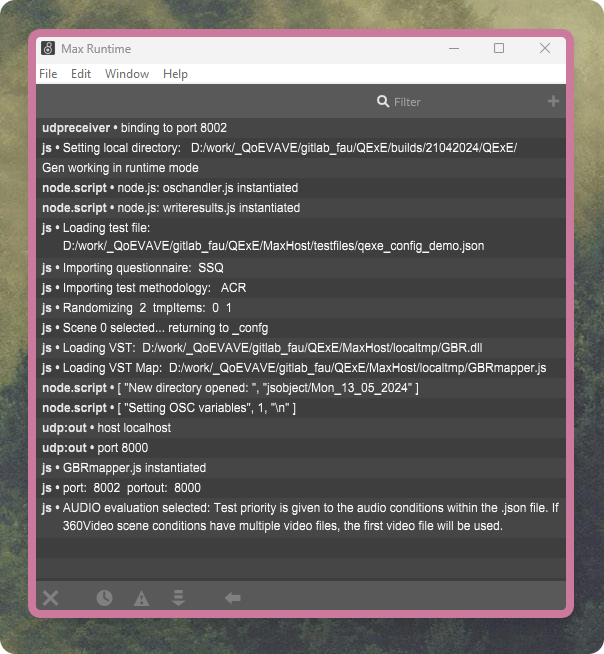 Max Runtime
File Edit Window Help
Filter
udpreceiver • binding to port 8002
js • Setting local directory: D:/work/_QoEVAVE/gitlab_fau/QExE/builds/21042024/QExE/
Gen working in runtime mode
node.script • node.js: oschandler.js instantiated
node.script • node.js: writeresults.js instantiated
js • Loading test file:
D:/work/_QoEVAVE/gitlab_fau/QExE/MaxHost/testfiles/qexe_config_demo.json
js • Importing questionnaire: SSQ
js • Importing test methodology: ACR
js • Randomizing 2 tmpItems: 0 1
js • Scene 0 selected... returning to _confg
js • Loading VST: D:/work/_QoEVAVE/gitlab_fau/QExE/MaxHost/localtmp/GBR.dll
js • Loading VST Map: D:/work/_QoEVAVE/gitlab_fau/QExE/MaxHost/localtmp/GBRmapper.js
node.script • [ "New directory opened: ", "jsobject/Mon_13_05_2024" ]
node.script • [ "Setting OSC variables", 1, "\n" ]
udp:out • host localhost
udp:out • port 8000
js • GBRmapper.js instantiated
js • port: 8002 portout: 8000
js • AUDIO evaluation selected: Test priority is given to the audio conditions within the .json file. If
360Video scene conditions have multiple video files, the first video file will be used.